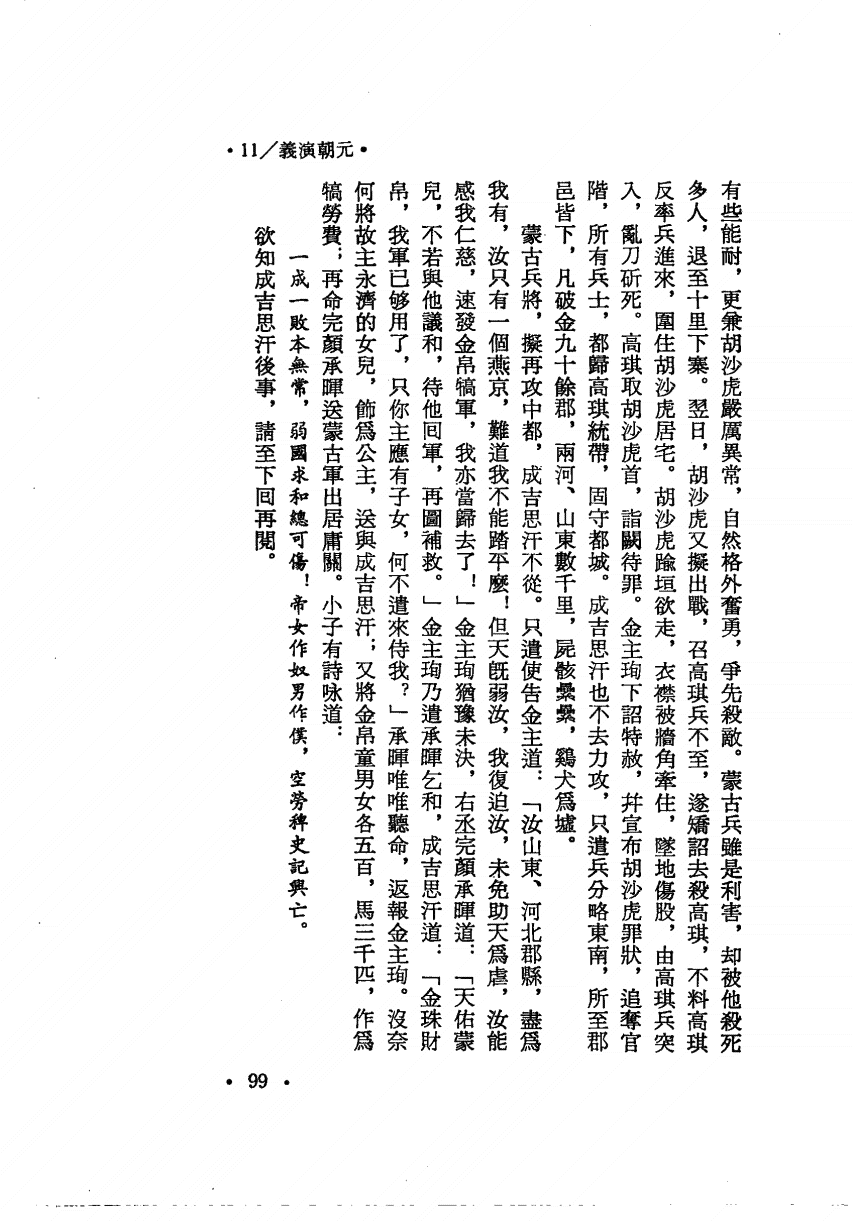 •11/義演朝元•
有些能耐，更兼胡沙虎嚴厲異常，自然格外奮勇，爭先殺敵。蒙古兵雖是利害，却被他殺死
多人，退至十里下寨。翌日，胡沙虎又擬出戰，召高琪兵不至，遂矯詔去殺高琪，不料高琪
反率兵進來，圍住胡沙虎居宅。胡沙虎踰垣欲走，衣襟被牆角牽住，墜地傷股，由高琪兵突
入，亂刀斫死。高琪取胡沙虎首，詣闕待罪。金主珣下詔特赦，幷宣布胡沙虎罪狀，追奪官
階，所有兵士，都歸高琪統帶，固守都城。成吉思汗也不去力攻，只遣兵分略東南，所至郡
邑皆下，凡破金九十餘郡，兩河、山東數千里，屍骸纍纍，鷄犬爲墟。
蒙古兵將，擬再攻中都，成吉思汗不從。只遣使告金主道：「汝山東、河北郡縣，盡爲
我有，汝只有一個燕京，難道我不能踏平麼！但天旣弱汝，我復迫汝，未免助天爲虐，汝能
感我仁慈，速發金帛犒軍，我亦當歸去了！」金主珣猶豫未決，右丞完顏承暉道：「天佑蒙
兒，不若與他議和，待他囘軍，再圖補救。」金主珣乃遣承暉乞和，成吉思汗道：「金珠財
帛，我軍已够用了，只你主應有子女，何不遣來侍我？」承暉唯唯聽命，返報金主珣。沒奈
何將故主永濟的女兒，飾爲公主，送與成吉思汗；又將金帛童男女各五百，馬三千匹，作爲
犒勞費；再命完顏承暉送蒙古軍出居庸關。小子有詩咏道：
一成一敗本無常，弱國求和總可傷！帝女作奴男作僕，空勞稗史記興亡。
欲知成吉思汗後事，請至下囘再閱。
• 99 •